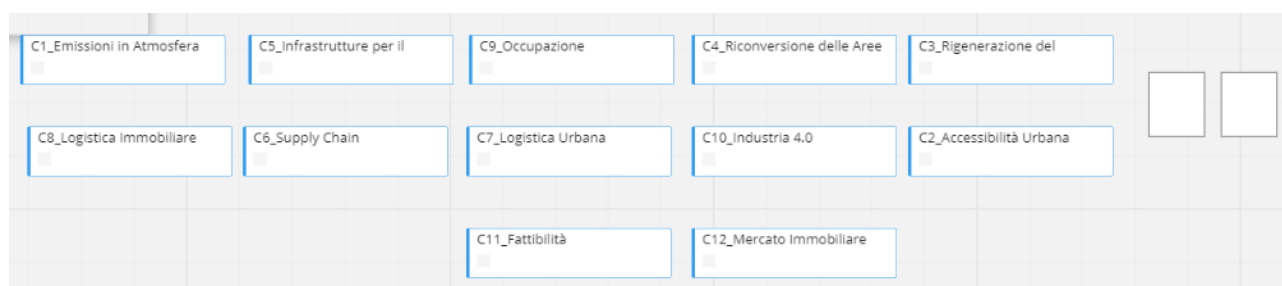 C1_Emissioni in Atmosfera
C5_Infrastrutture per il
C9_Occupazione
C4_Riconversione delle Aree
C3_Rigenerazione del
C8_Logistica Immobiliare
C6_Supply Chain
C7_Logistica Urbana
C10_Industria 4.0
C2_Accessibilità Urbana
C11_Fattibilità
C12_Mercato Immobiliare